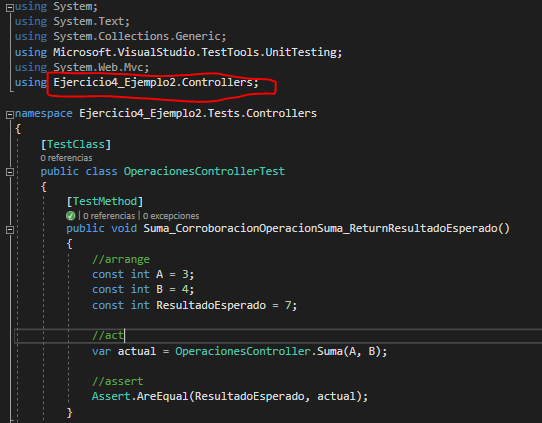 using System;
using System.Text;
using System.Collections.Generic;
using Microsoft.VisualStudio.TestTools.UnitTesting;
using System.Web.Mvc;
using Ejercicio4_Ejemplo2.Controllers;
namespace Ejercicio4_Ejemplo2.Tests.Controllers
{
[TestClass]
0 referencias
public class OperacionesControllerTest
{
[TestMethod]
| 0 referencias | 0 excepciones
public void Suma_CorroboracionOperacionSuma_ReturnResultadoEsperado()
{
//arrange
const int A = 3;
const int B = 4;
const int ResultadoEsperado = 7;
//act
var actual = OperacionesController.Suma(A, B);
//assert
Assert.AreEqual(ResultadoEsperado, actual);
}